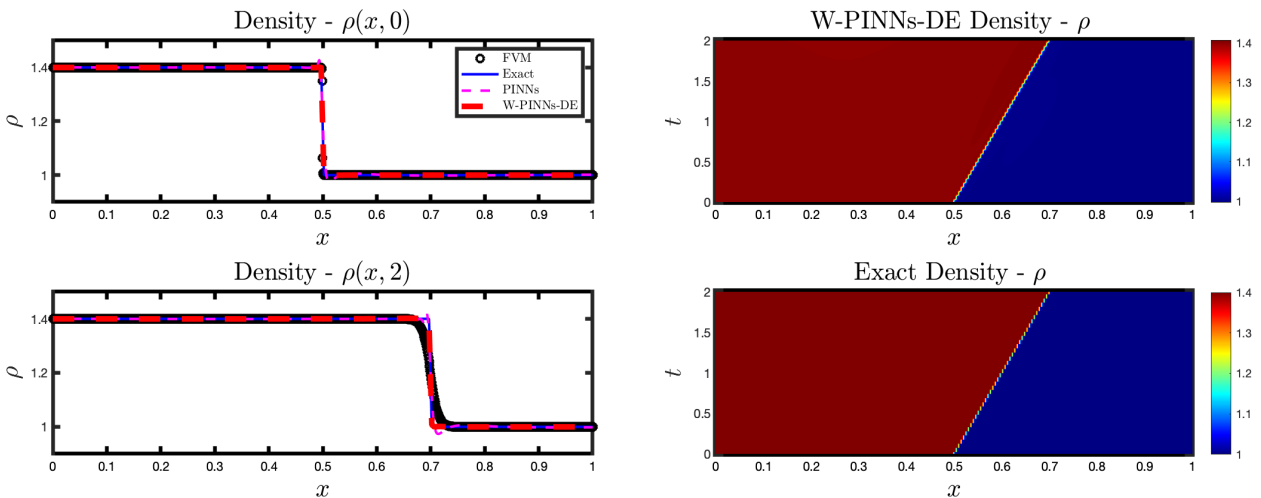 Density - ρ(x, 0)
ρ
1.4
1.2
1
FVM
Exact
PINNs
W-PINNs-DE
0 0.1 0.2 0.3 0.4 0.5 0.6 0.7 0.8 0.9 1
x
W-PINNs-DE Density - ρ
t
2
1.5
1
0.5
0
0 0.1 0.2 0.3 0.4 0.5 0.6 0.7 0.8 0.9 1
x
1.4
1.3
1.2
1.1
1
Density - ρ(x, 2)
ρ
1.4
1.2
1
0 0.1 0.2 0.3 0.4 0.5 0.6 0.7 0.8 0.9 1
x
Exact Density - ρ
t
2
1.5
1
0.5
0
0 0.1 0.2 0.3 0.4 0.5 0.6 0.7 0.8 0.9 1
x
1.4
1.3
1.2
1.1
1